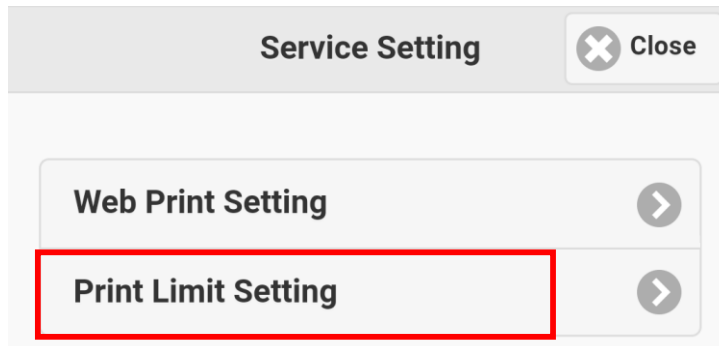 Service Setting
Close
Web Print Setting
Print Limit Setting